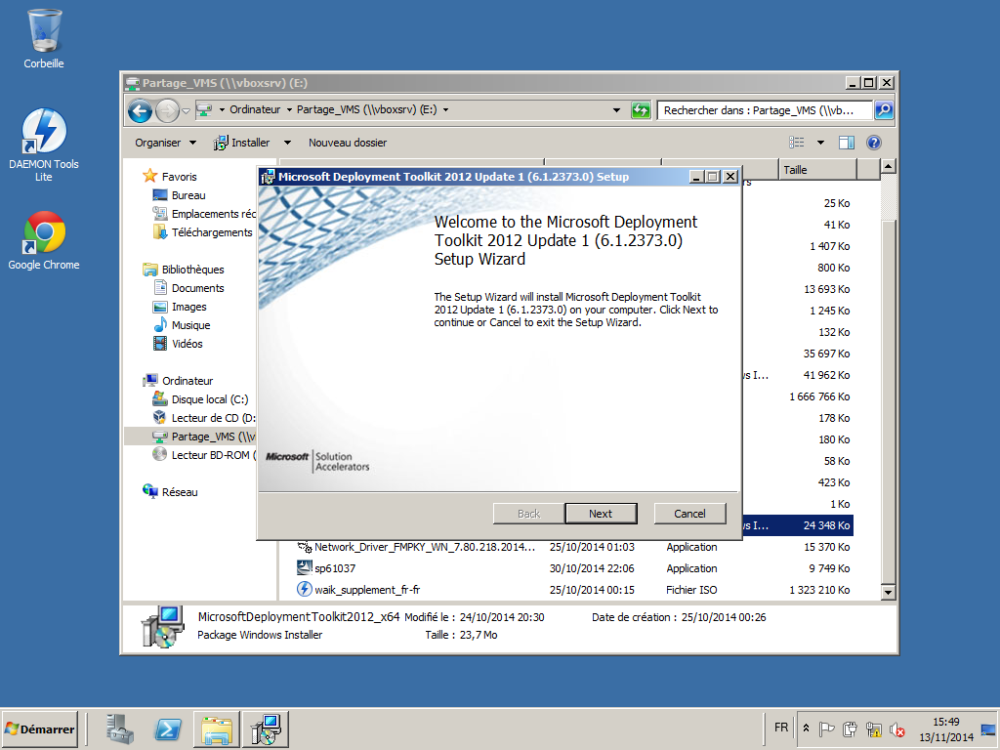 Corbeille
DAEMON Tools
Lite
Google Chrome
Partage_VMS (\\vboxsrv) (E:)
Ordinateur
Partage_VMS (\\vboxsrv) (E:)
Rechercher dans : Partage_VMS (\\vb...
Organiser
Installer
Nouveau dossier
Favoris
Bureau
Emplacements réc
Téléchargements
Bibliothèques
Documents
Images
Musique
Vidéos
Ordinateur
Disque local (C:)
Lecteur de CD (D:
Partage_VMS (\\v
Lecteur BD-ROM (
Réseau
Taille
25 Ko
41 Ko
1 407 Ko
800 Ko
13 693 Ko
1 245 Ko
132 Ko
35 697 Ko
vs I... 41 962 Ko
1 666 766 Ko
178 Ko
180 Ko
58 Ko
423 Ko
1 Ko
vs I... 24 348 Ko
Network_Driver_FMPKY_WN_7.80.218.2014... 25/10/2014 01:03 Application 15 370 Ko
sp61037 30/10/2014 22:06 Application 9 749 Ko
waik_supplement_fr-fr 25/10/2014 00:15 Fichier ISO 1 323 210 Ko
Microsoft Deployment Toolkit 2012 Update 1 (6.1.2373.0) Setup
Welcome to the Microsoft Deployment
Toolkit 2012 Update 1 (6.1.2373.0)
Setup Wizard
The Setup Wizard will install Microsoft Deployment Toolkit
2012 Update 1 (6.1.2373.0) on your computer. Click Next to
continue or Cancel to exit the Setup Wizard.
Microsoft
Solution
Accelerators
Back
Next
Cancel
MicrosoftDeploymentToolkit2012_x64 Modifié le : 24/10/2014 20:30 Date de création : 25/10/2014 00:26
Package Windows Installer Taille : 23,7 Mo
Démarrer
FR
15:49
13/11/2014